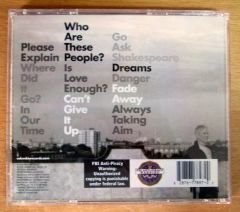 Please
Explain
Where
Did
It
Go?
In
Our
Time
Who
Are
These
People?
Is
Love
Enough?
Can't
Give
It
Up
Go
Ask
Shakespeare
Dreams
Danger
Fade
Away
Always
Taking
Aim
FBI Anti-Piracy
Warning:
Unauthorized
copying is punishable
under federal law.